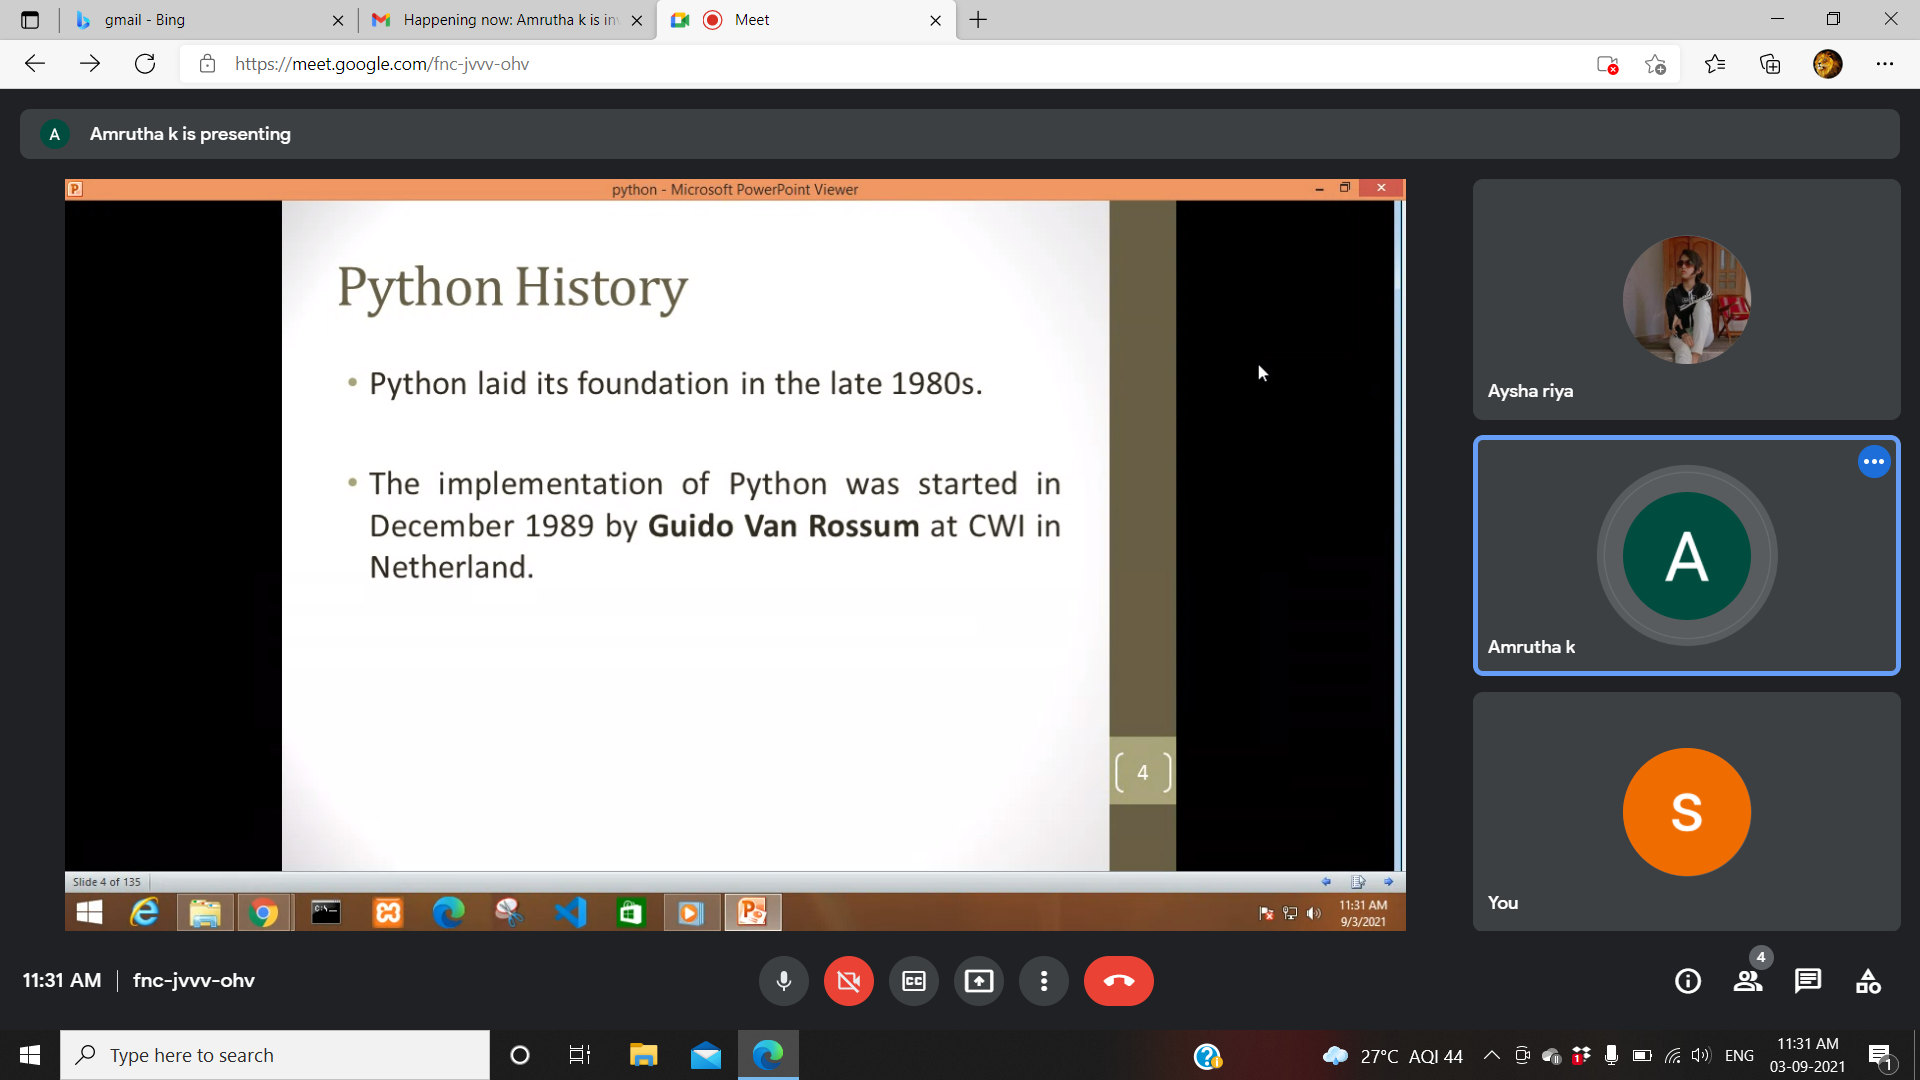 gmail - Bing
Happening now: Amrutha k is inv
Meet
https://meet.google.com/fnc-jvvv-ohv
A
Amrutha k is presenting
python - Microsoft PowerPoint Viewer
Python History
• Python laid its foundation in the late 1980s.
• The implementation of Python was started in
December 1989 by Guido Van Rossum at CWI in
Netherland.
4
Slide 4 of 135
11:31 AM
9/3/2021
Aysha riya
A
Amrutha k
S
You
11:31 AM
fnc-jvvv-ohv
CC
4
Type here to search
27°C AQI 44
1
ENG
11:31 AM
03-09-2021
1